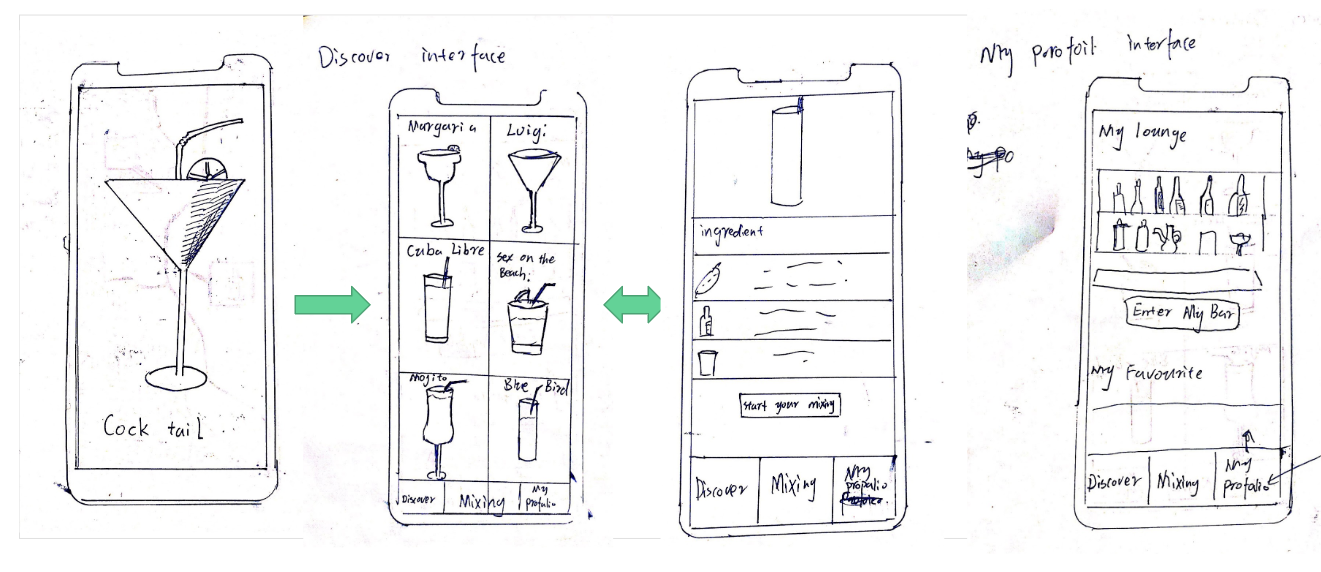 Cock tail
Discover interface
Margaria
Luigi
Cuba Libre
Sex on the
Beach.
Mojito
Blue Bird
Discover
Mixing
My
profolio
ingredient
start your mixing
Discover
Mixing
My
propolio
My porofoil interface
My lounge
Enter My Bar
My Favourite
Discover
Mixing
My
Profolio